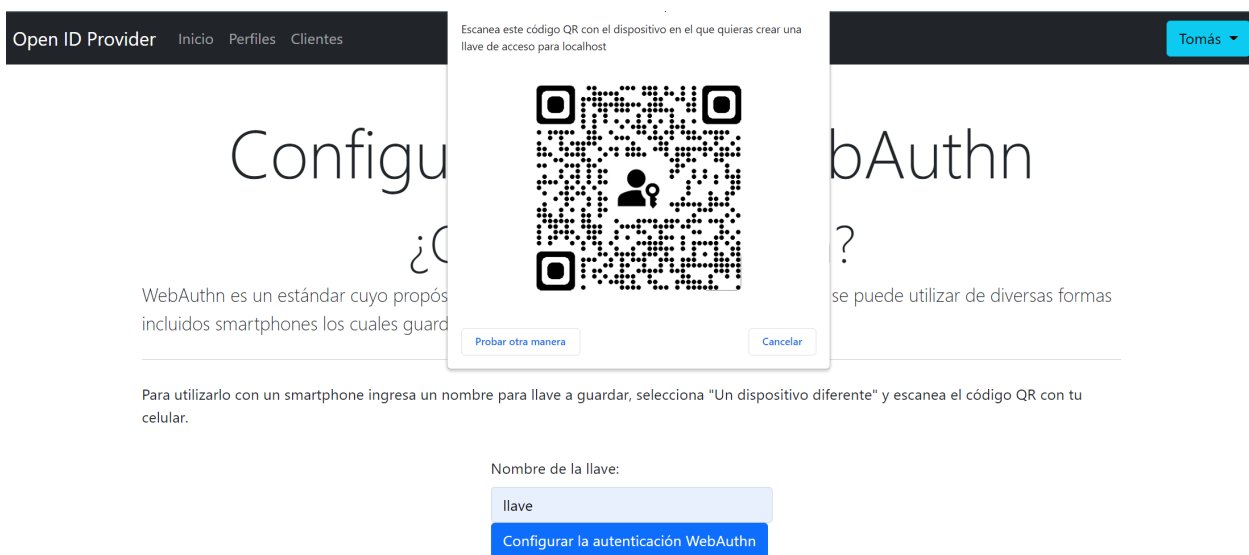 Open ID Provider Inicio Perfiles Clientes
Tomás
Escanea este código QR con el dispositivo en el que quieras crear una
llave de acceso para localhost
Probar otra manera
Cancelar
Configu
bAuthn
¿
?
WebAuthn es un estándar cuyo propós
se puede utilizar de diversas formas
incluidos smartphones los cuales guard
Para utilizarlo con un smartphone ingresa un nombre para llave a guardar, selecciona "Un dispositivo diferente" y escanea el código QR con tu
celular.
Nombre de la llave:
llave
Configurar la autenticación WebAuthn